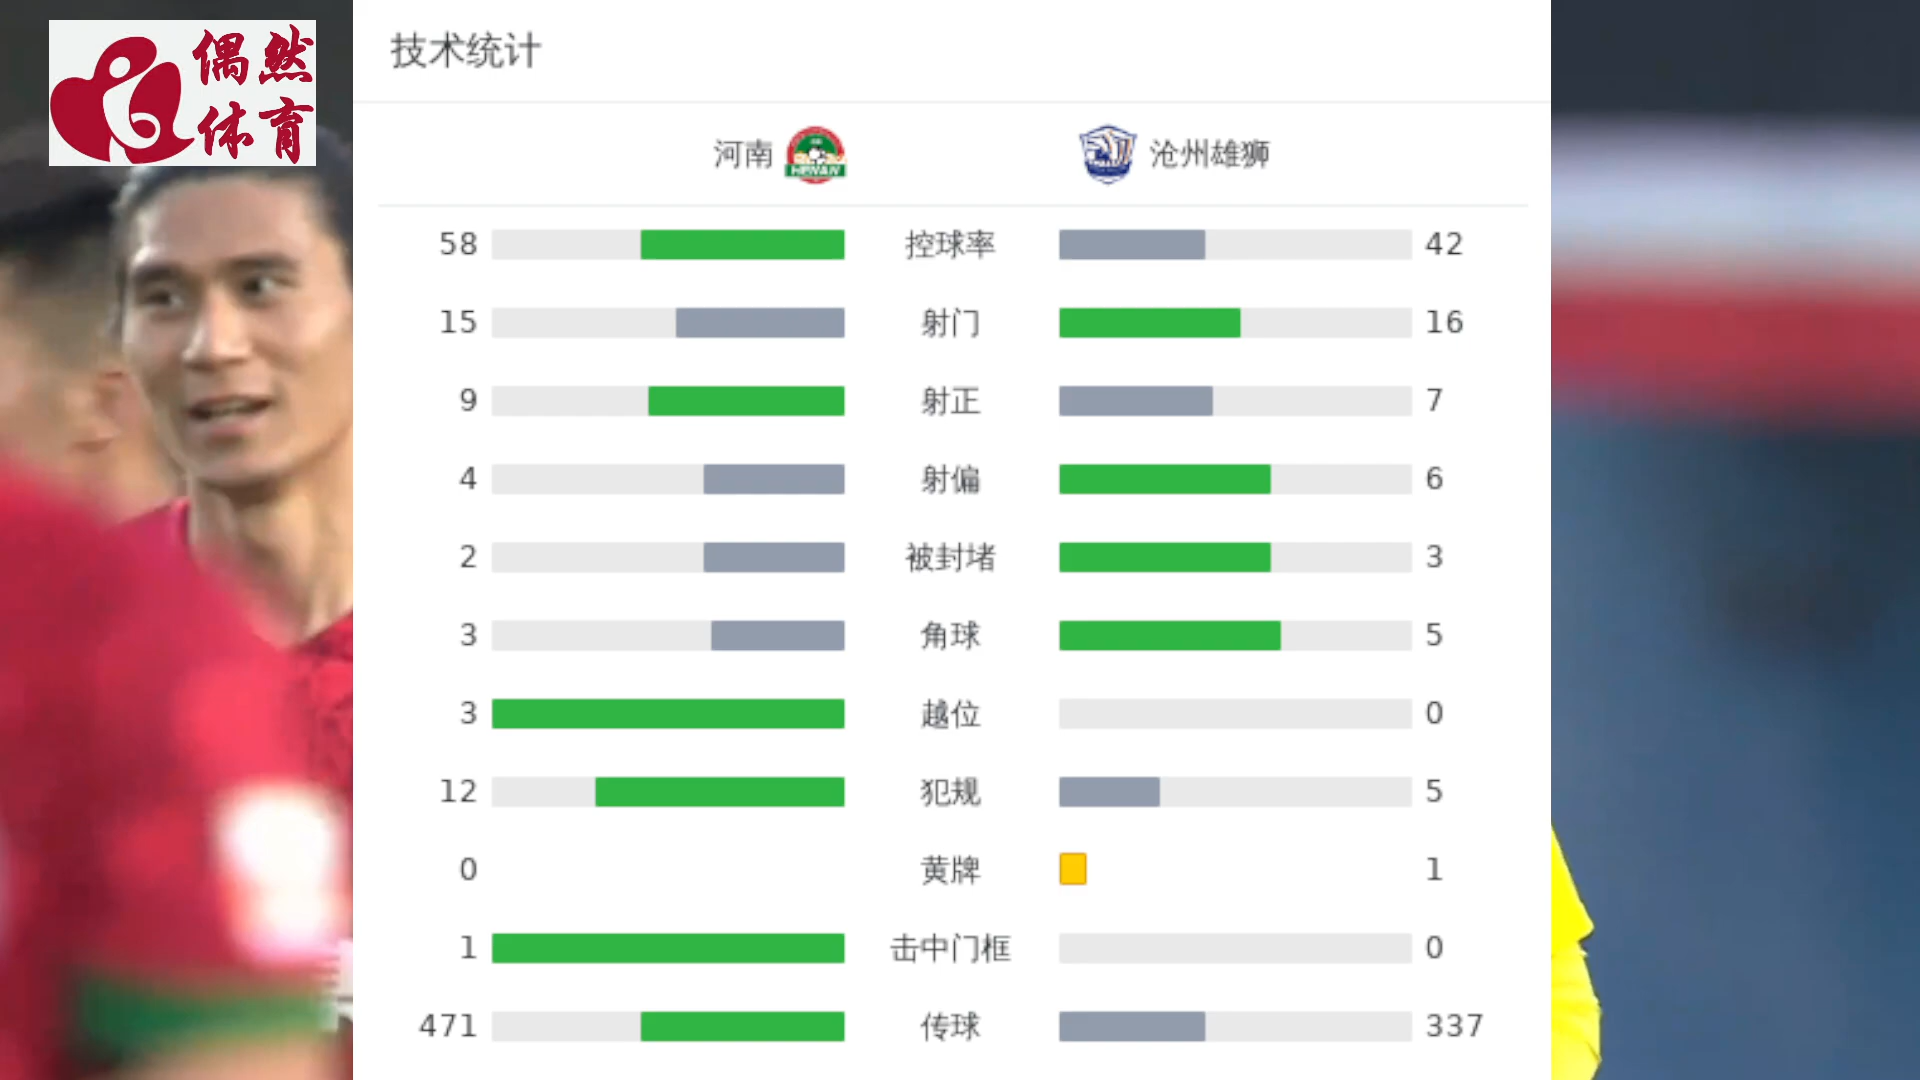 偶然
体育
技术统计
河南 HENAN 沧州雄狮
58 控球率 42
15 射门 16
9 射正 7
4 射偏 6
2 被封堵 3
3 角球 5
3 越位 0
12 犯规 5
0 黄牌 1
1 击中门框 0
471 传球 337